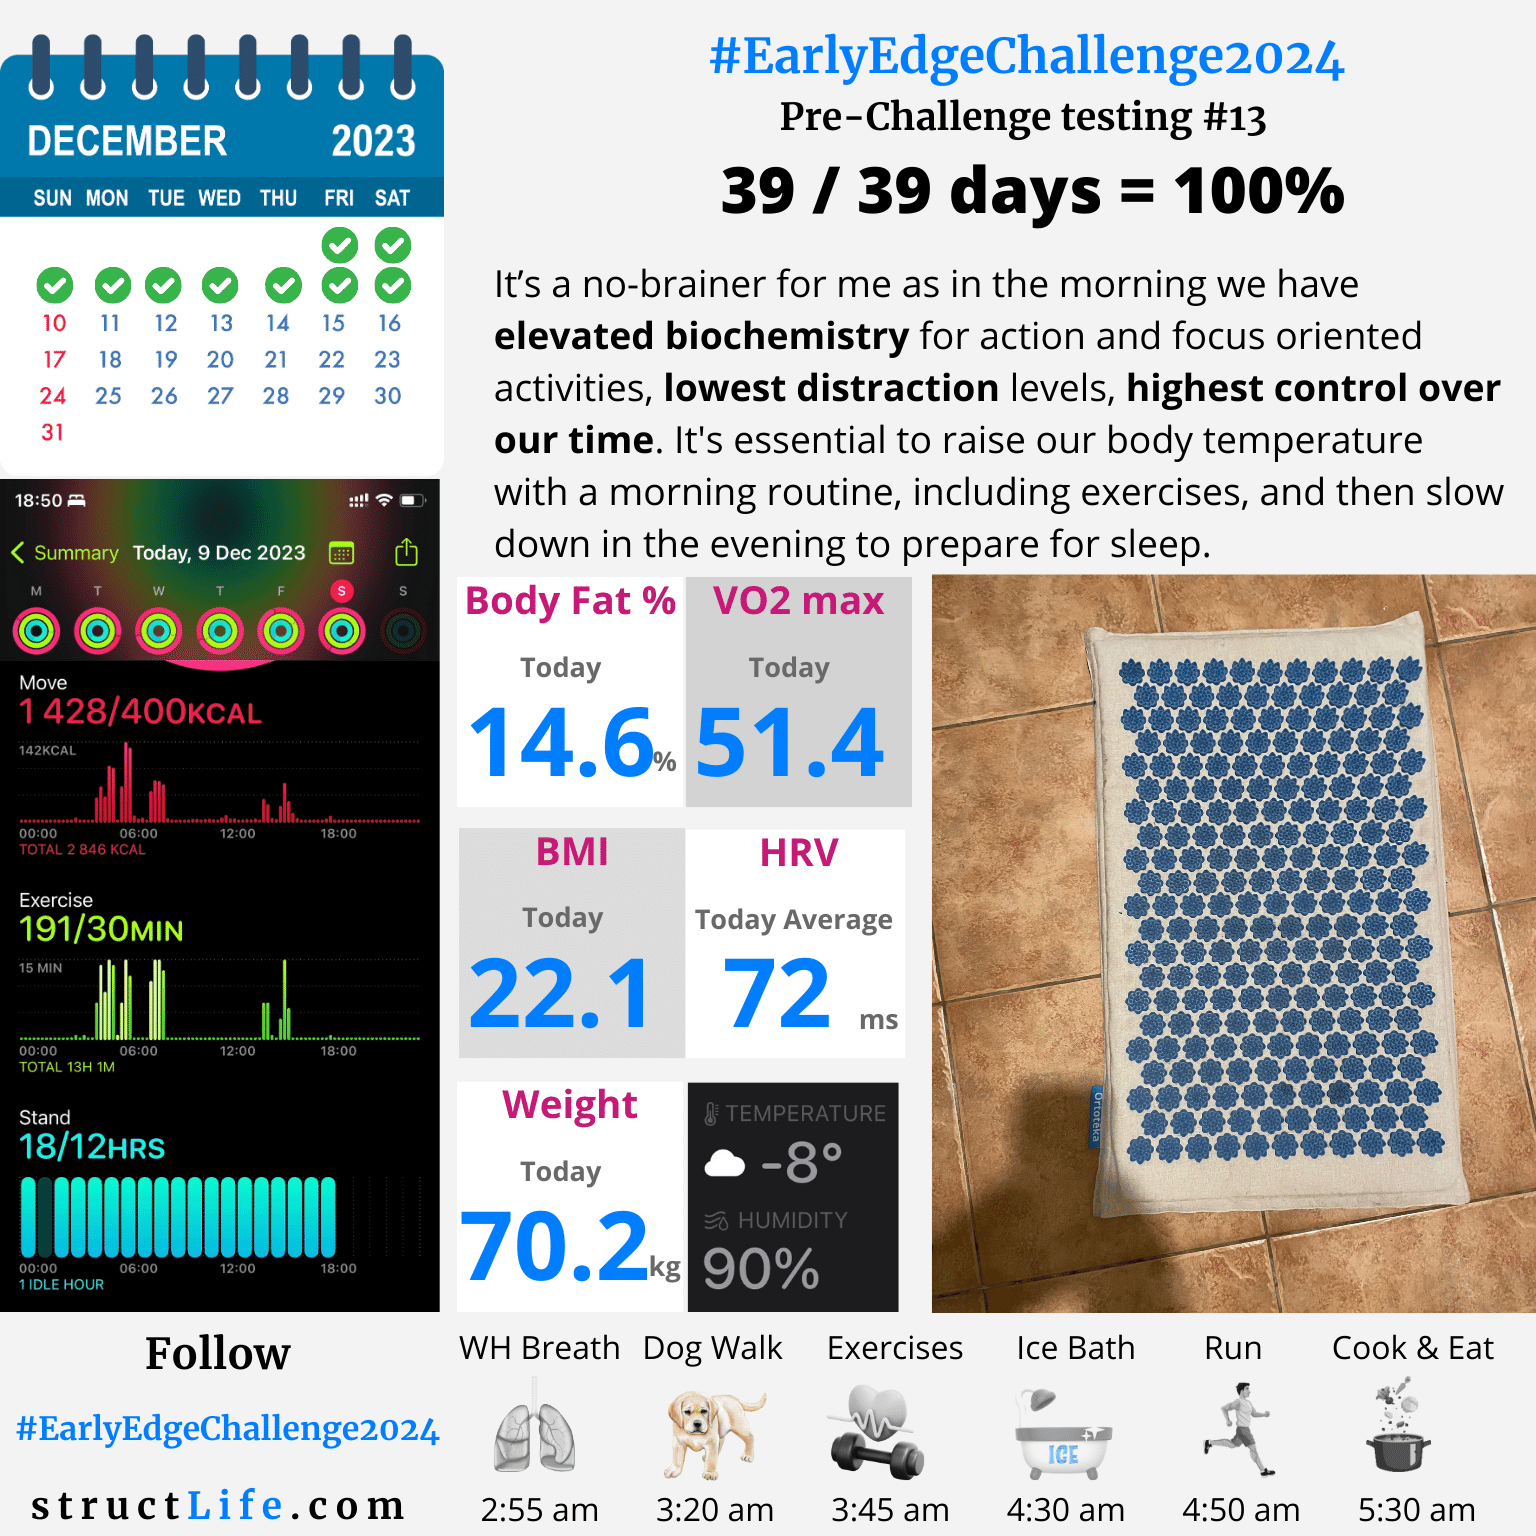 DECEMBER 2023
SUN MON TUE WED THU FRI SAT
10 11 12 13 14 15 16
17 18 19 20 21 22 23
24 25 26 27 28 29 30
31
#EarlyEdgeChallenge2024
Pre-Challenge testing #13
39 / 39 days = 100%
It’s a no-brainer for me as in the morning we have
elevated biochemistry for action and focus oriented
activities, lowest distraction levels, highest control over
our time. It's essential to raise our body temperature
with a morning routine, including exercises, and then slow
down in the evening to prepare for sleep.
18:50
Summary Today, 9 Dec 2023
M T W T F S S
Move
1 428/400KCAL
142KCAL
00:00 06:00 12:00 18:00
TOTAL 2 846 KCAL
Exercise
191/30MIN
15 MIN
00:00 06:00 12:00 18:00
TOTAL 13H 1M
Stand
18/12HRS
00:00 06:00 12:00 18:00
1 IDLE HOUR
Body Fat %
Today
14.6%
VO2 max
Today
51.4
BMI
Today
22.1
HRV
Today Average
72 ms
Weight
Today
70.2kg
TEMPERATURE
-8°
HUMIDITY
90%
Ortotéka
Follow
#EarlyEdgeChallenge2024
structLife.com
WH Breath Dog Walk Exercises Ice Bath Run Cook & Eat
ICE
2:55 am 3:20 am 3:45 am 4:30 am 4:50 am 5:30 am